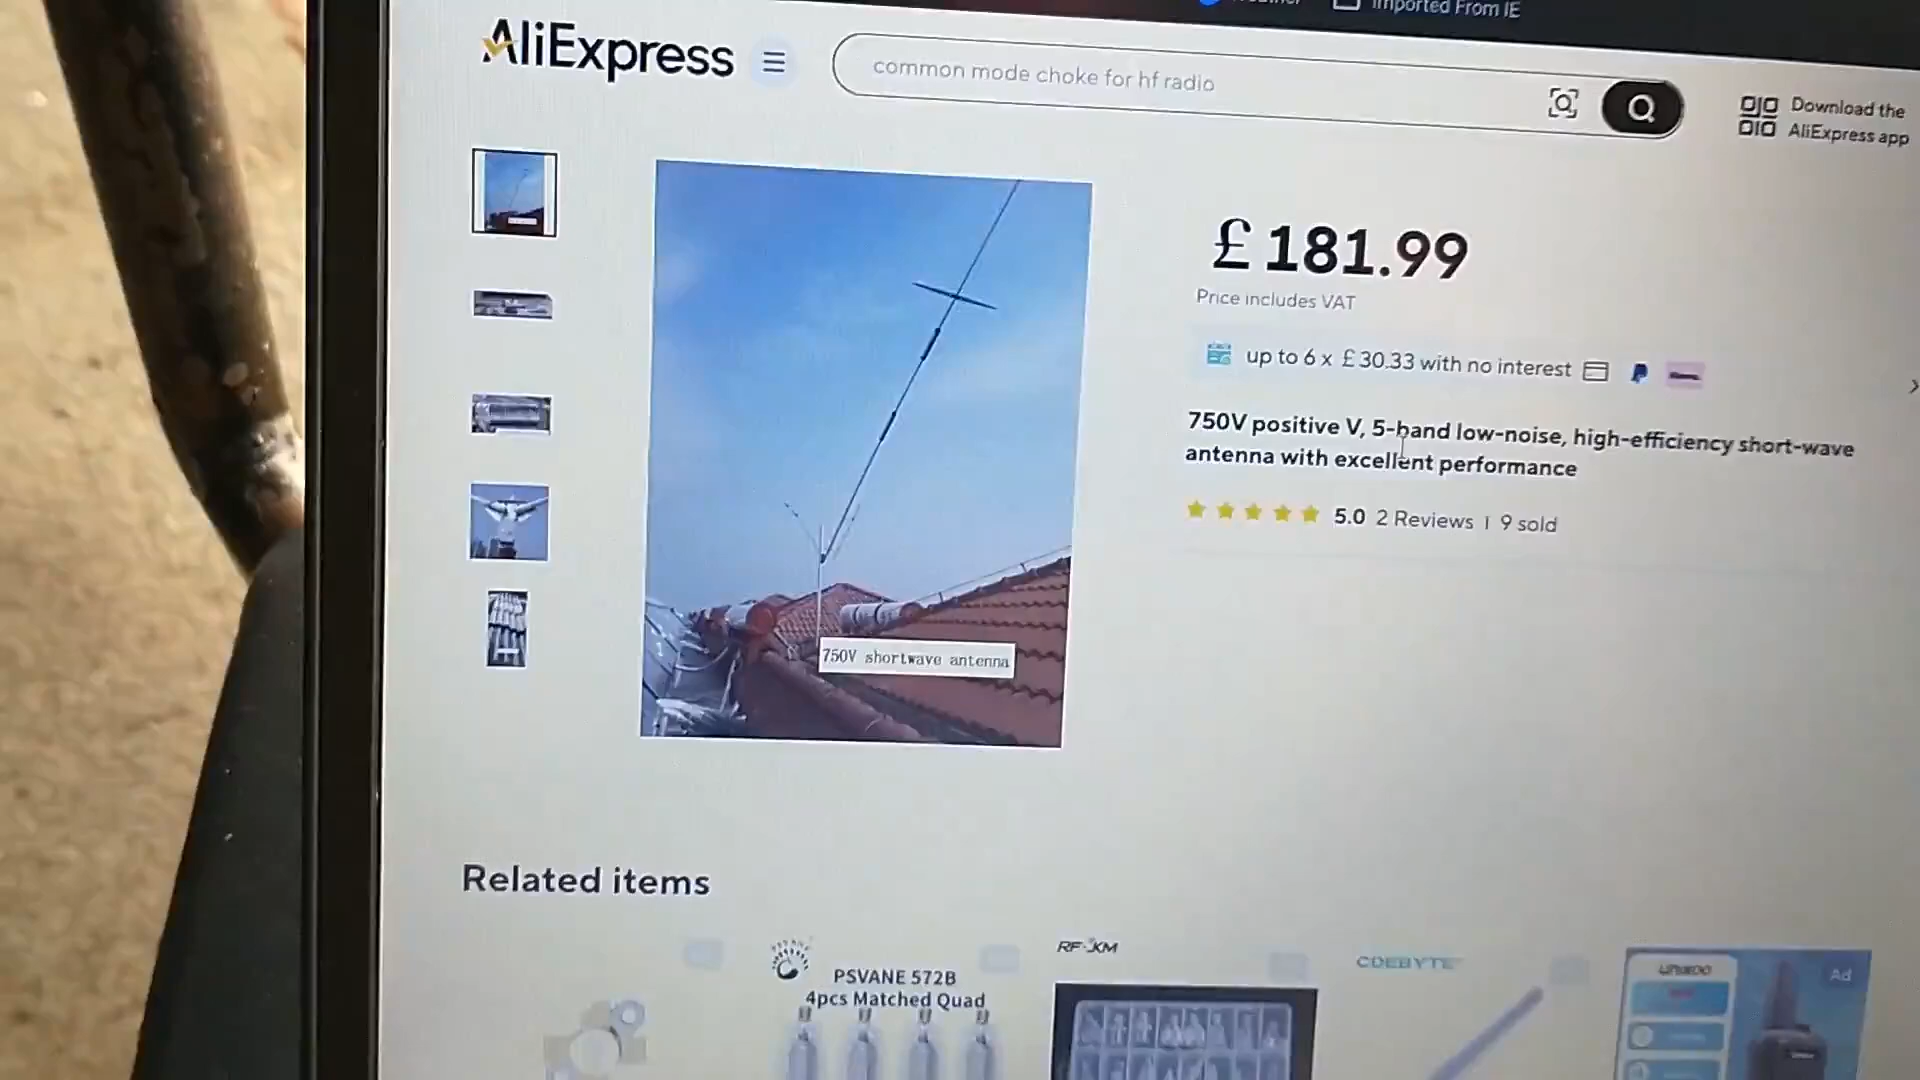 Imported From IE
AliExpress
common mode choke for hf radio
Download the
AliExpress app
£181.99
Price includes VAT
up to 6 x £30.33 with no interest
750V positive V, 5-band low-noise, high-efficiency short-wave
antenna with excellent performance
5.0 2 Reviews | 9 sold
750V shortwave antenna
Related items
PSVANE 572B
4pcs Matched Quad
RF-XM
CDEBYTE
Ad